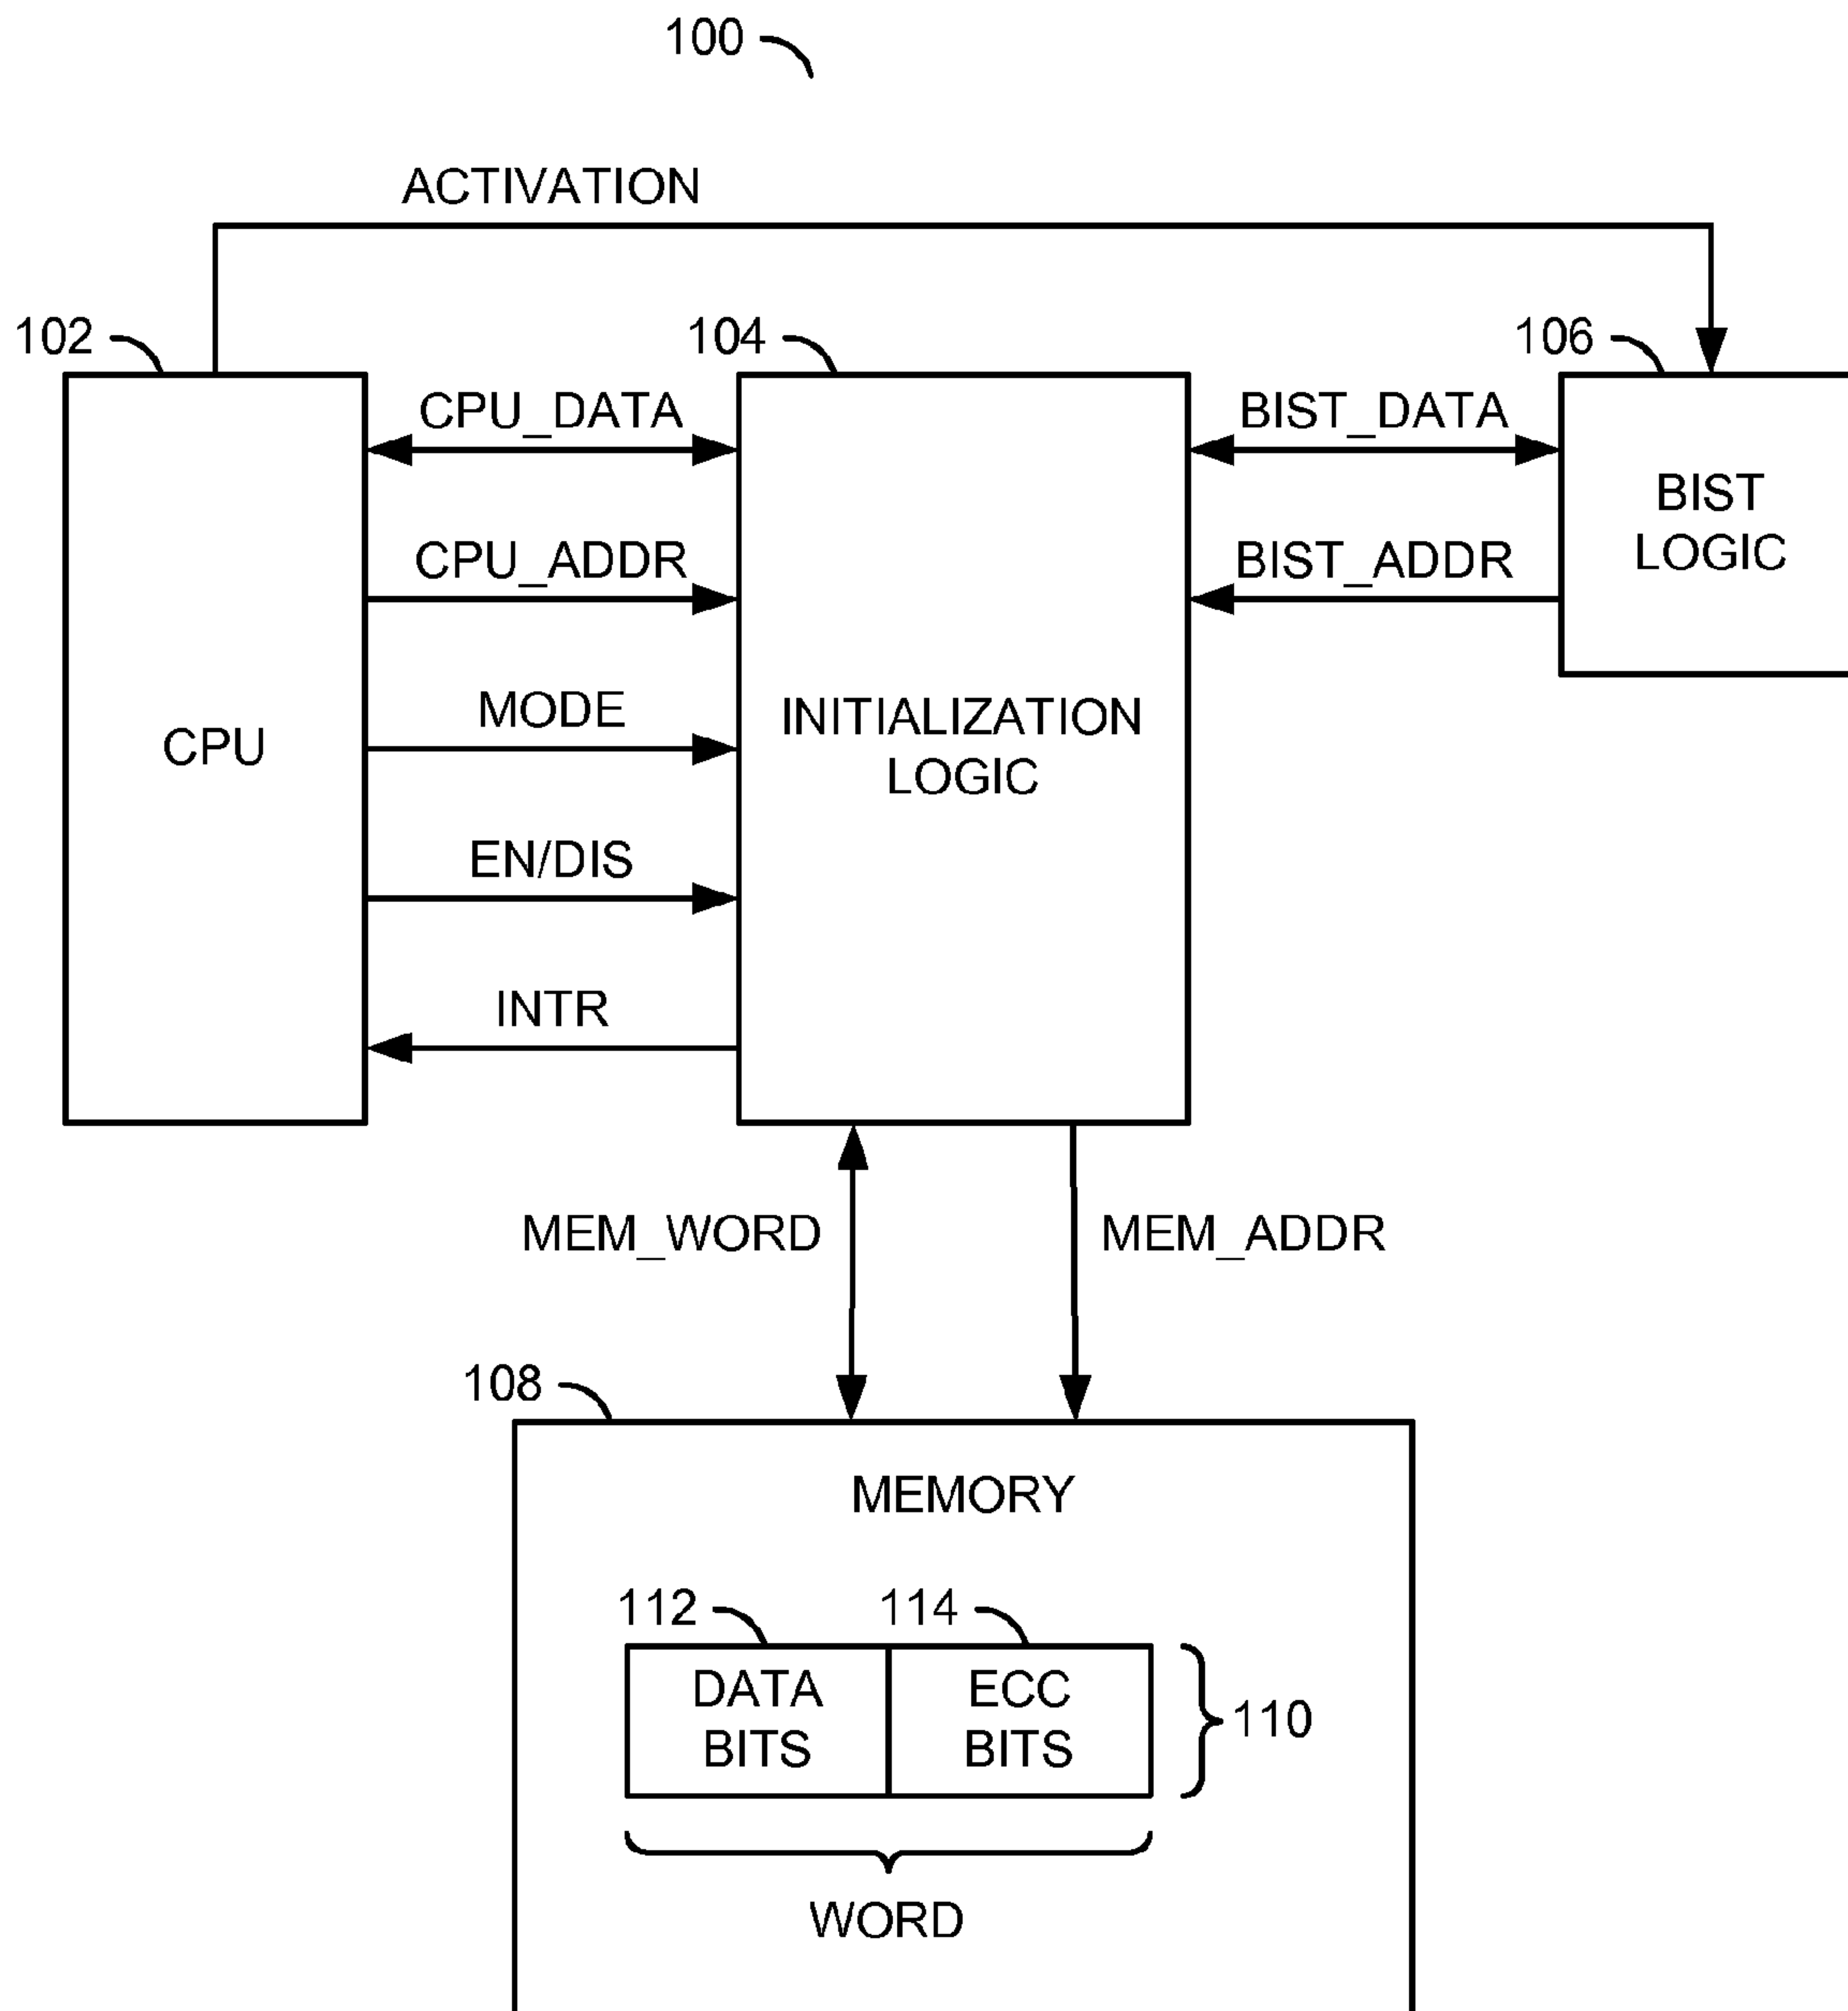 100
ACTIVATION
102
104
106
CPU_DATA
BIST_DATA
BIST
LOGIC
CPU_ADDR
BIST_ADDR
MODE
CPU
INITIALIZATION
LOGIC
EN/DIS
INTR
MEM_WORD
MEM_ADDR
108
MEMORY
112
114
DATA
BITS
ECC
BITS
110
WORD